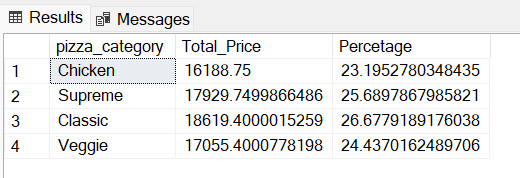 Results Messages
pizza_category Total_Price Percetage
1 Chicken 16188.75 23.1952780348435
2 Supreme 17929.7499866486 25.6897867985821
3 Classic 18619.4000015259 26.6779189176038
4 Veggie 17055.4000778198 24.4370162489706